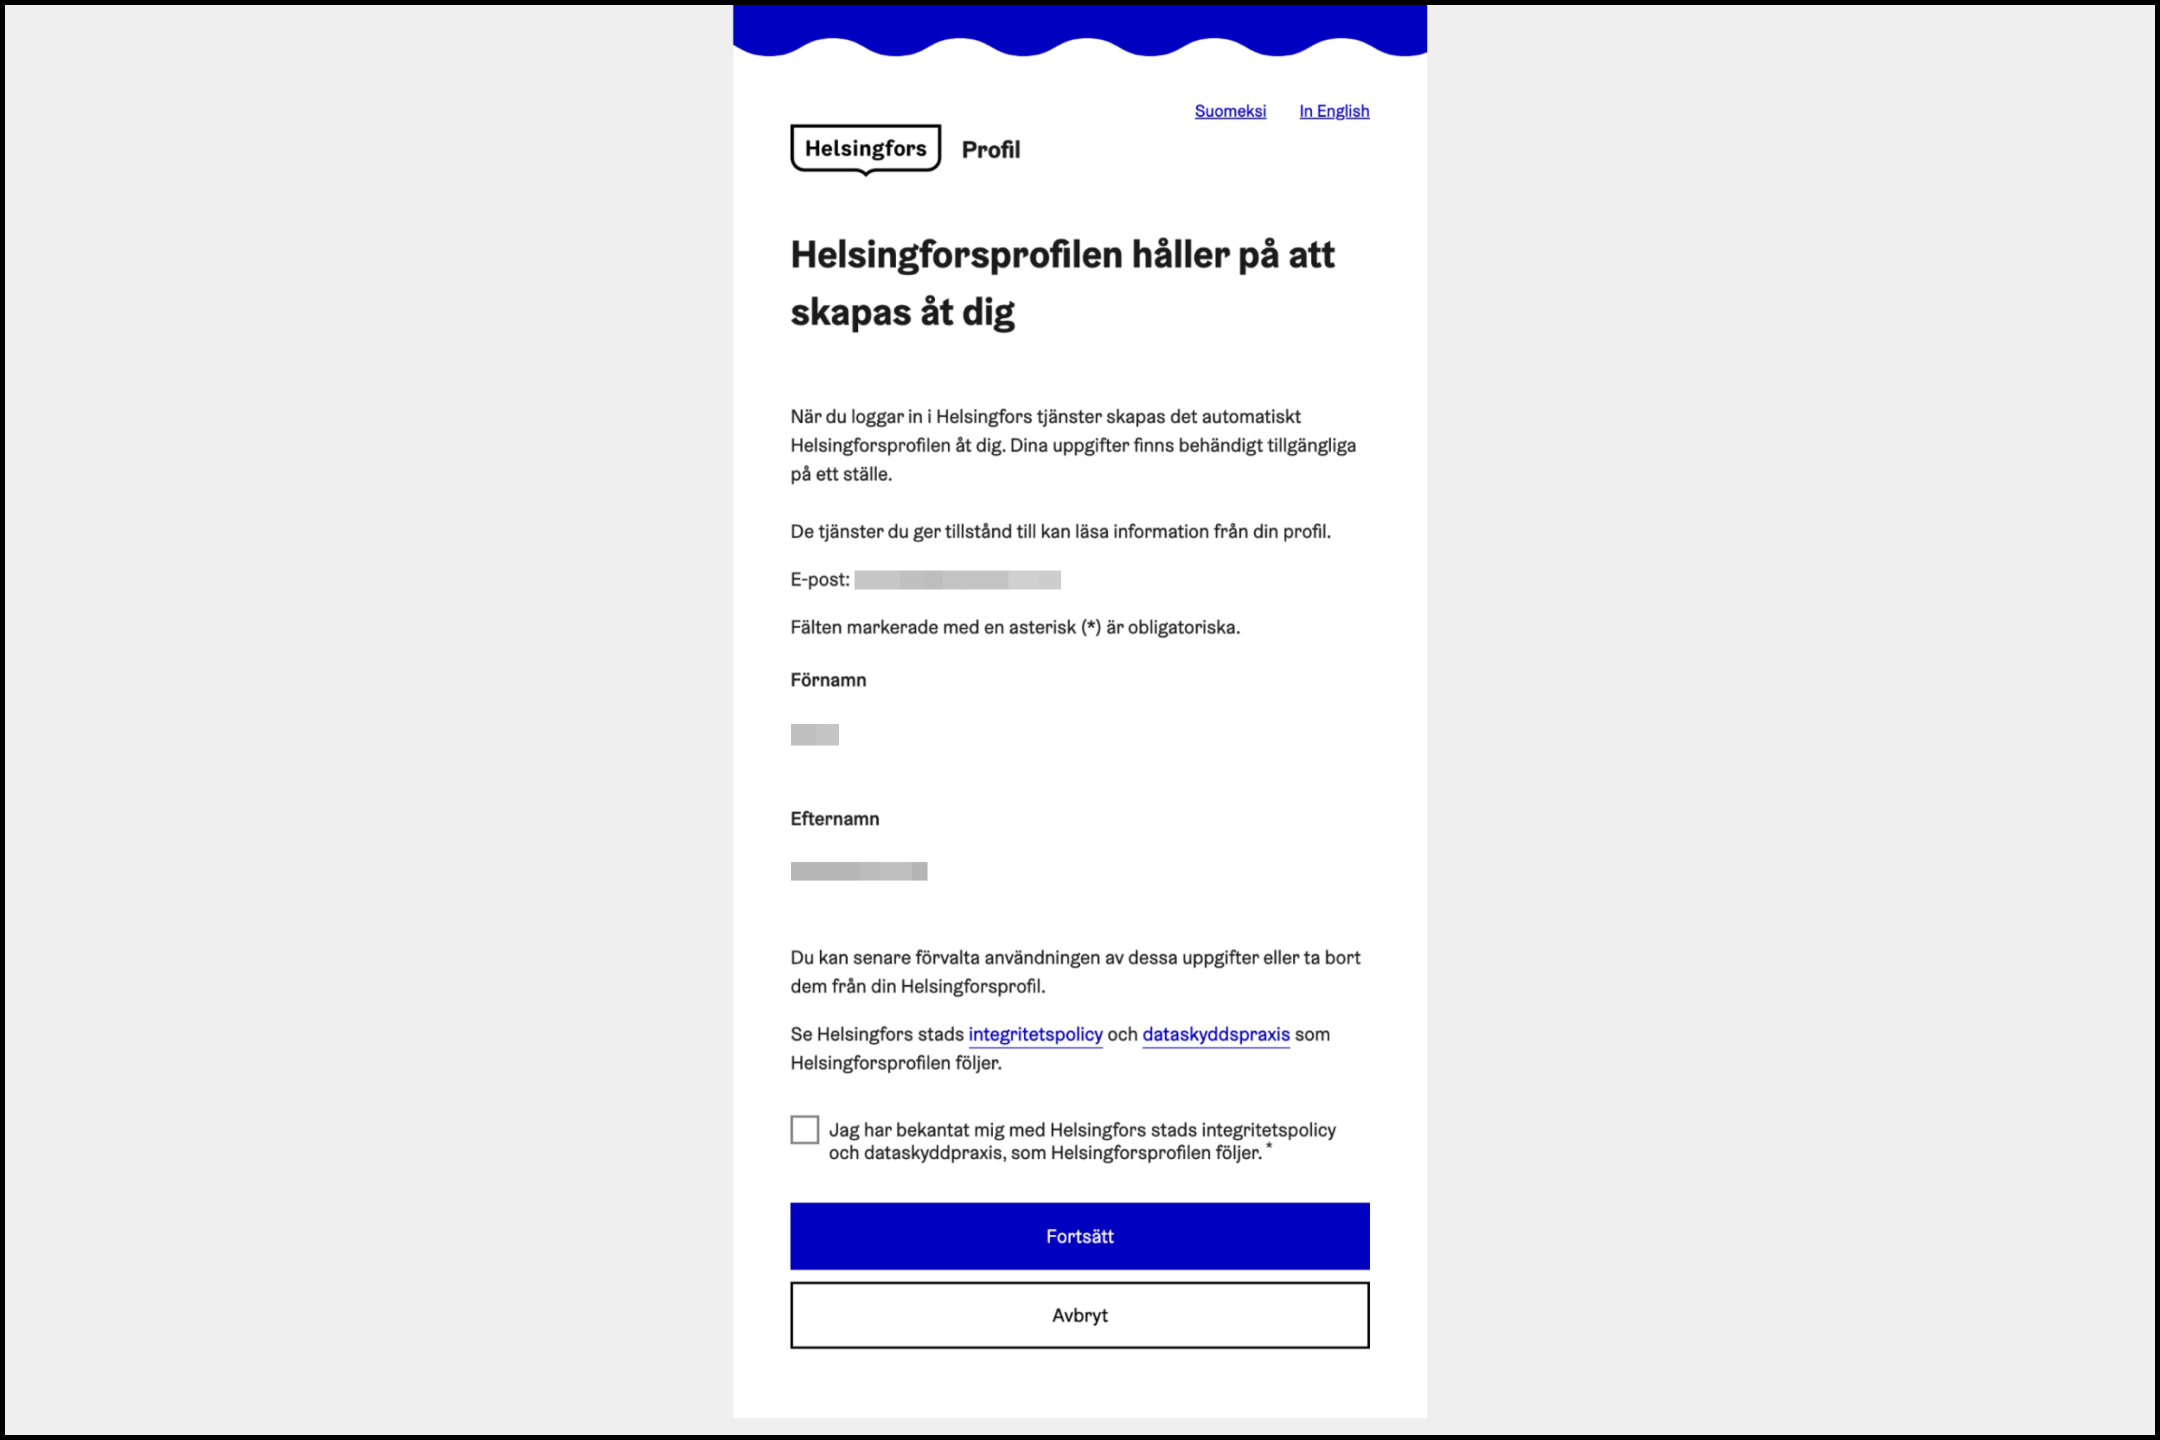 Suomeksi In English
Helsingfors Profil
Helsingforsprofilen håller på att
skapas åt dig
När du loggar in i Helsingfors tjänster skapas det automatiskt
Helsingforsprofilen åt dig. Dina uppgifter finns behändigt tillgängliga
på ett ställe.
De tjänster du ger tillstånd till kan läsa information från din profil.
E-post:
Fälten markerade med en asterisk (*) är obligatoriska.
Förnamn
Efternamn
Du kan senare förvalta användningen av dessa uppgifter eller ta bort
dem från din Helsingforsprofil.
Se Helsingfors stads integritetspolicy och dataskyddspraxis som
Helsingforsprofilen följer.
Jag har bekantat mig med Helsingfors stads integritetspolicy
och dataskyddpraxis, som Helsingforsprofilen följer. *
Fortsätt
Avbryt